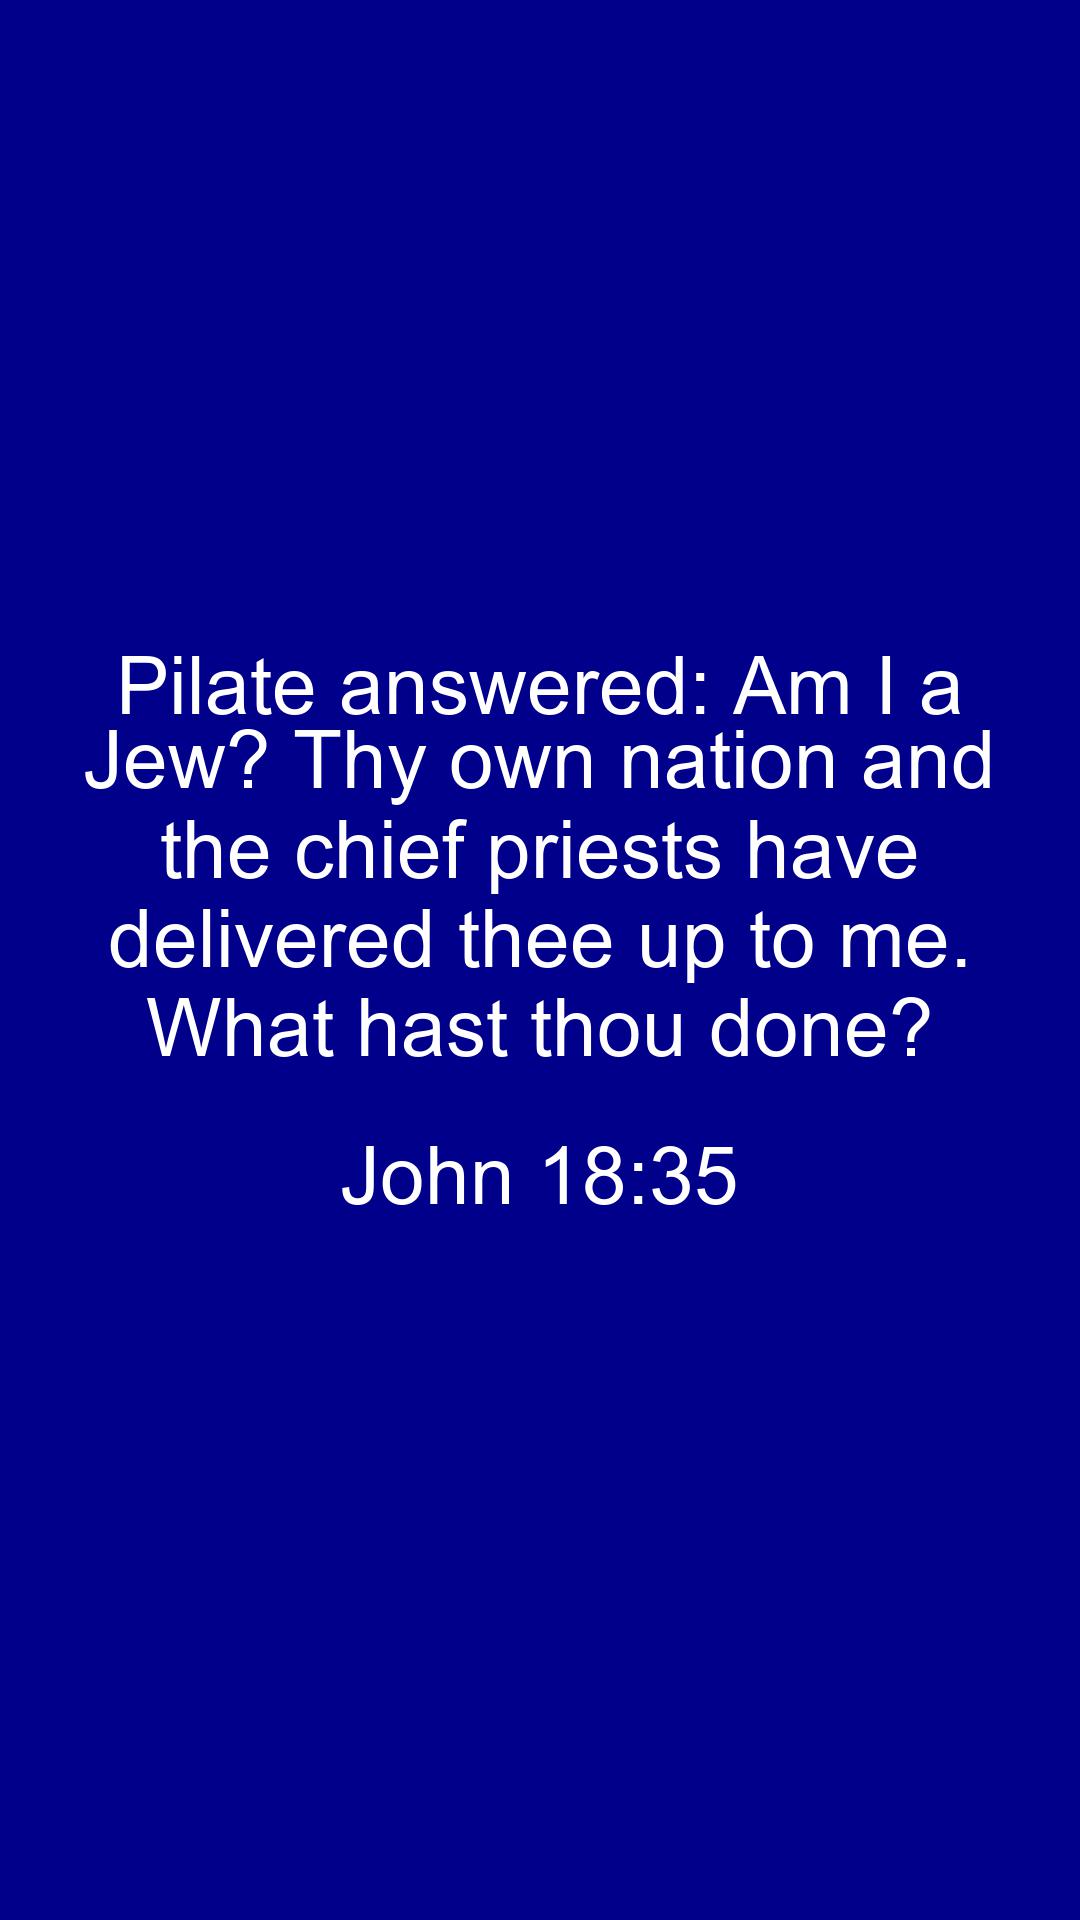 Pilate answered: Am I a
Jew? Thy own nation and
the chief priests have
delivered thee up to me.
What hast thou done?
John 18:35